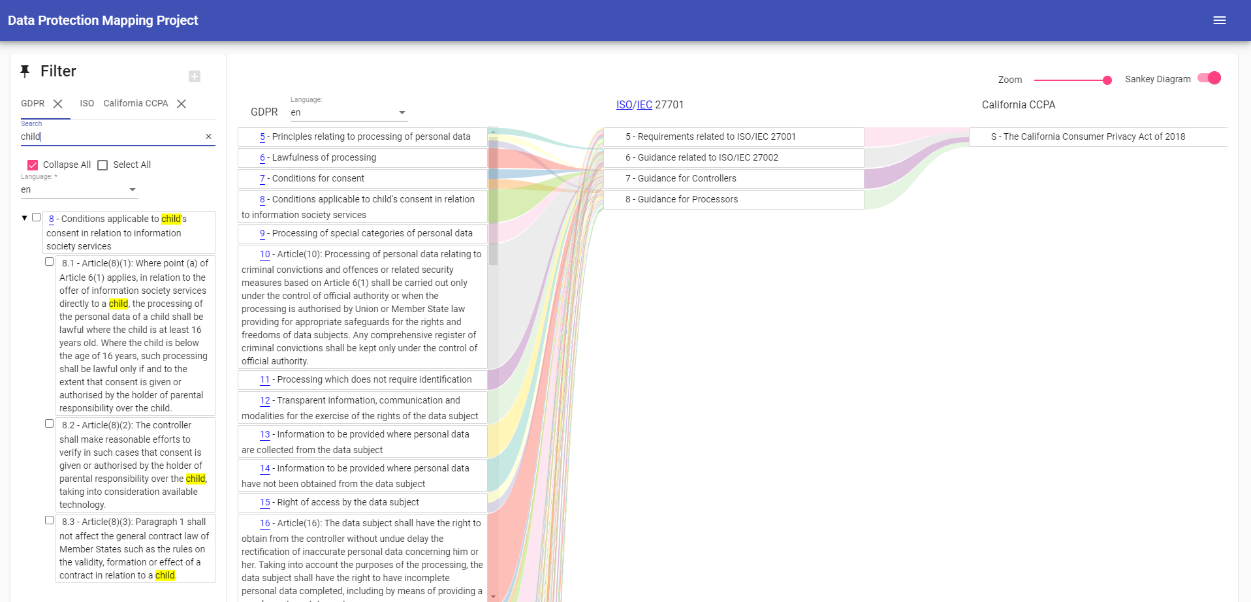 Data Protection Mapping Project
Filter
GDPR
ISO
California CCPA
Search
child
Collapse All
Select All
Language: *
en
8 - Conditions applicable to child's
consent in relation to information
society services
8.1 - Article(8)(1): Where point (a) of
Article 6(1) applies, in relation to the
offer of information society services
directly to a child, the processing of
the personal data of a child shall be
lawful where the child is at least 16
years old. Where the child is below
the age of 16 years, such processing
shall be lawful only if and to the
extent that consent is given or
authorised by the holder of parental
responsibility over the child.
8.2 - Article(8)(2): The controller
shall make reasonable efforts to
verify in such cases that consent is
given or authorised by the holder of
parental responsibility over the child,
taking into consideration available
technology.
8.3 - Article(8)(3): Paragraph 1 shall
not affect the general contract law of
Member States such as the rules on
the validity, formation or effect of a
contract in relation to a child.
Zoom
Sankey Diagram
GDPR
Language:
en
ISO/IEC 27701
California CCPA
5 - Principles relating to processing of personal data
6 - Lawfulness of processing
7 - Conditions for consent
8 - Conditions applicable to child's consent in relation
to information society services
9 - Processing of special categories of personal data
10 - Article(10): Processing of personal data relating to
criminal convictions and offences or related security
measures based on Article 6(1) shall be carried out only
under the control of official authority or when the
processing is authorised by Union or Member State law
providing for appropriate safeguards for the rights and
freedoms of data subjects. Any comprehensive register of
criminal convictions shall be kept only under the control of
official authority.
11 - Processing which does not require identification
12 - Transparent information, communication and
modalities for the exercise of the rights of the data subject
13 - Information to be provided where personal data
are collected from the data subject
14 - Information to be provided where personal data
have not been obtained from the data subject
15 - Right of access by the data subject
16 - Article(16): The data subject shall have the right to
obtain from the controller without undue delay the
rectification of inaccurate personal data concerning him or
her. Taking into account the purposes of the processing, the
data subject shall have the right to have incomplete
personal data completed, including by means of providing a
5 - Requirements related to ISO/IEC 27001
6 - Guidance related to ISO/IEC 27002
7 - Guidance for Controllers
8 - Guidance for Processors
S - The California Consumer Privacy Act of 2018